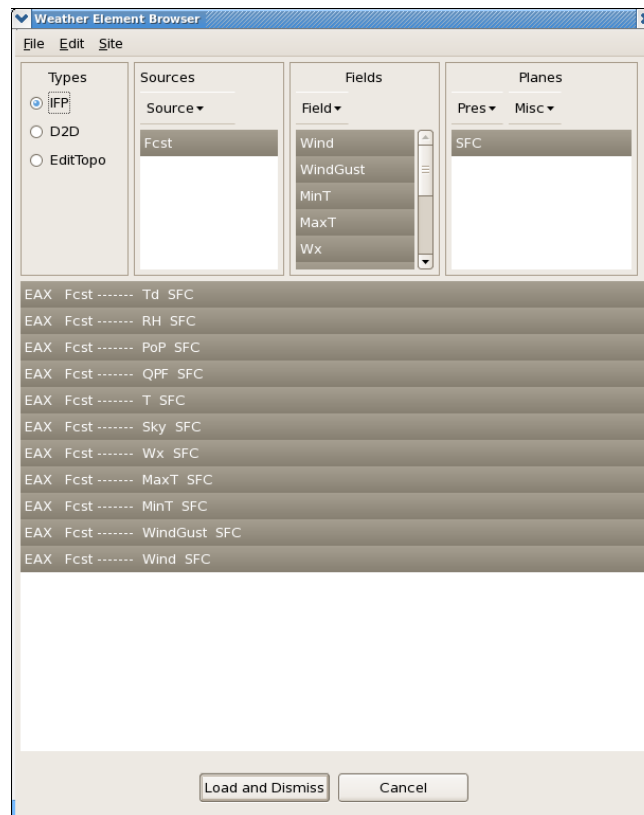 Weather Element Browser
File Edit Site
Types
IFP
D2D
EditTopo
Sources
Source
Fcst
Fields
Field
Wind
WindGust
MinT
MaxT
Wx
Planes
Pres Misc
SFC
EAX Fcst ------- Td SFC
EAX Fcst ------- RH SFC
EAX Fcst ------- PoP SFC
EAX Fcst ------- QPF SFC
EAX Fcst ------- T SFC
EAX Fcst ------- Sky SFC
EAX Fcst ------- Wx SFC
EAX Fcst ------- MaxT SFC
EAX Fcst ------- MinT SFC
EAX Fcst ------- WindGust SFC
EAX Fcst ------- Wind SFC
Load and Dismiss Cancel